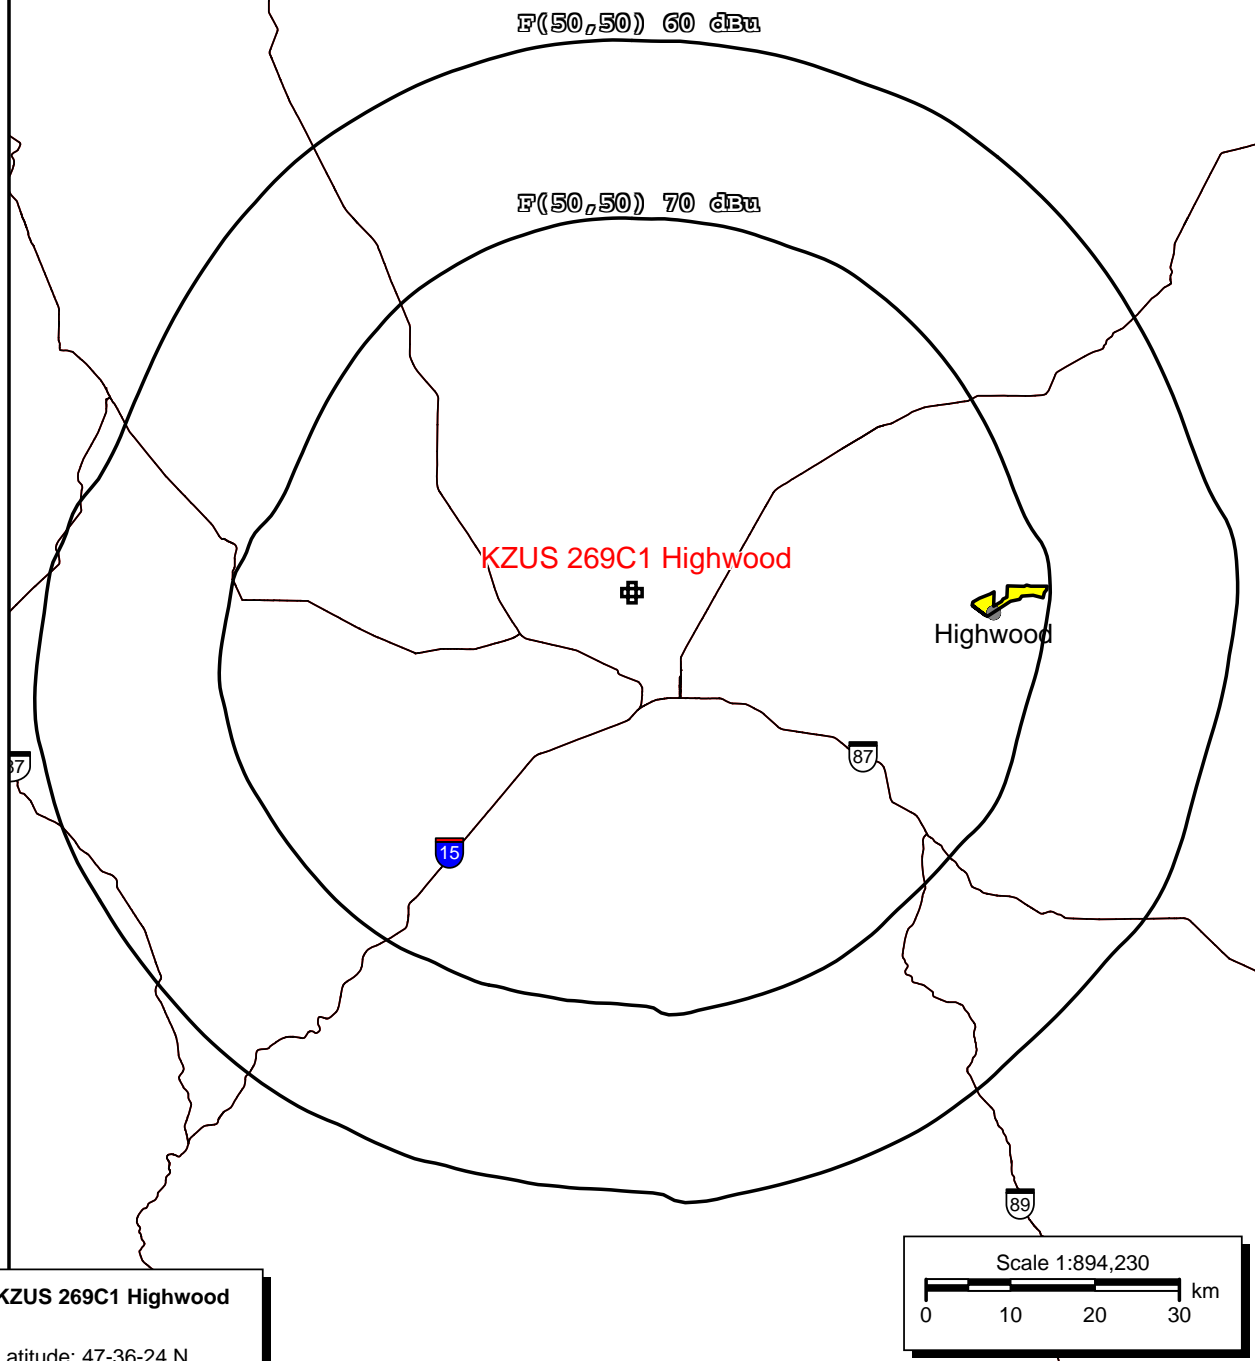 F(50,50) 60 dBu
F(50,50) 70 dBu
KZUS 269C1 Highwood
Highwood
87
37
15
89
Scale 1:894,230
km
0 10 20 30
KZUS 269C1 Highwood
atitude: 47-36-24 N